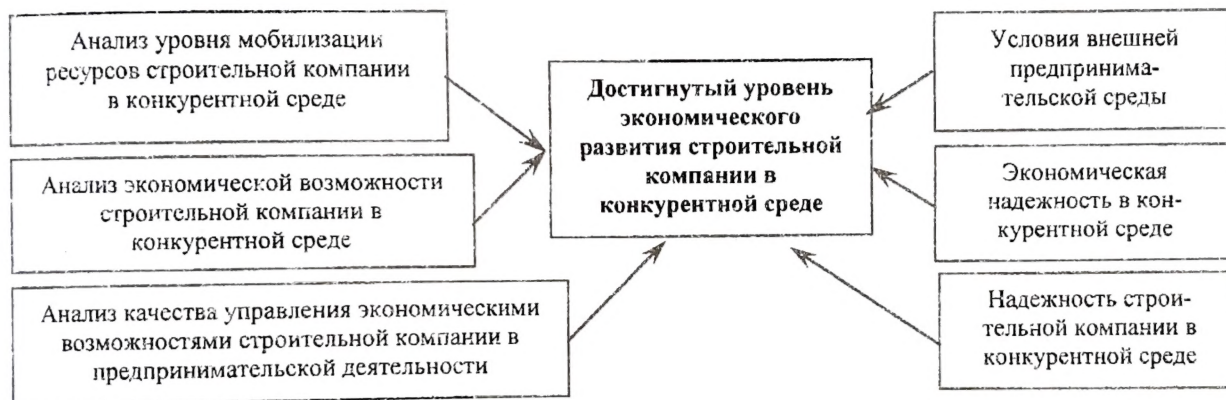 Анализ уровня мобилизации
ресурсов строительной компании
в конкурентной среде
Анализ экономической возможности
строительной компании в
конкурентной среде
Анализ качества управления экономическими
возможностями строительной компании в
предпринимательской деятельности
Достигнутый уровень
экономического
развития строительной
компании в
конкурентной среде
Условия внешней
предпринима-
тельской среды
Экономическая
надежность в кон-
курентной среде
Надежность строи-
тельной компании в
конкурентной среде